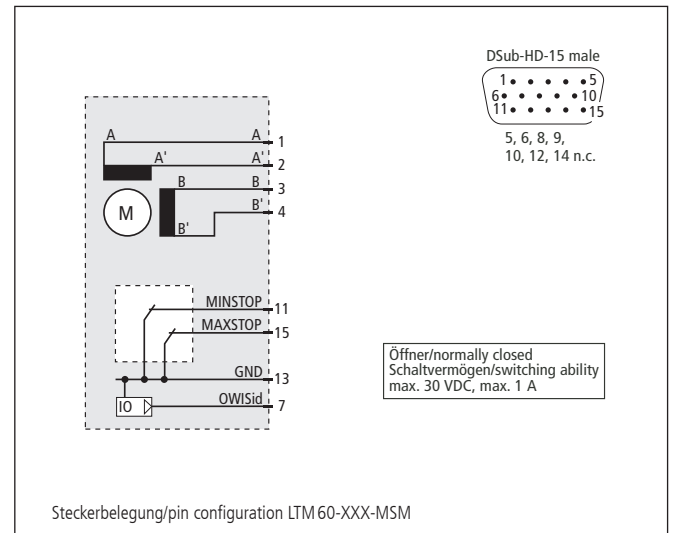 DSub-HD-15 male
1 5
6 10
11 15
5, 6, 8, 9,
10, 12, 14 n.c.
A A 1
A' A' 2
B B 3
M B' 4
B'
MINSTOP 11
MAXSTOP 15
GND 13
IO OWISid 7
Öffner/normally closed
Schaltvermögen/switching ability
max. 30 VDC, max. 1 A
Steckerbelegung/pin configuration LTM60-XXX-MSM